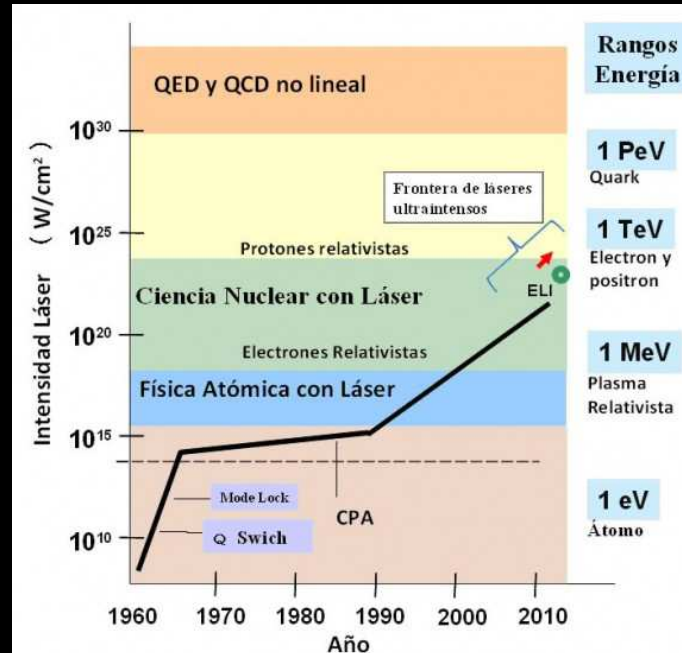 Rangos
Energía
QED y QCD no lineal
10³⁰
1 PeV
Quark
Frontera de láseres
ultraintensos
10²⁵
1 TeV
Protones relativistas
Electron y
positron
Ciencia Nuclear con Láser
ELI
10²⁰
Electrones Relativistas
1 MeV
Plasma
Relativista
Física Atómica con Láser
10¹⁵
Mode Lock
CPA
1 eV
Átomo
Q Swich
10¹⁰
Intensidad Láser ( W/cm² )
1960 1970 1980 1990 2000 2010
Año